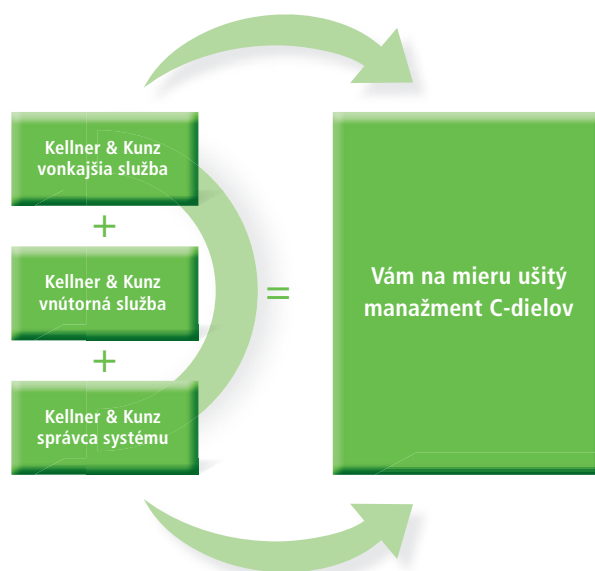 Kellner & Kunz
vonkajšia služba
+
Kellner & Kunz
vnútorná služba
+
Kellner & Kunz
správca systému
=
Vám na mieru ušitý
manažment C-dielov